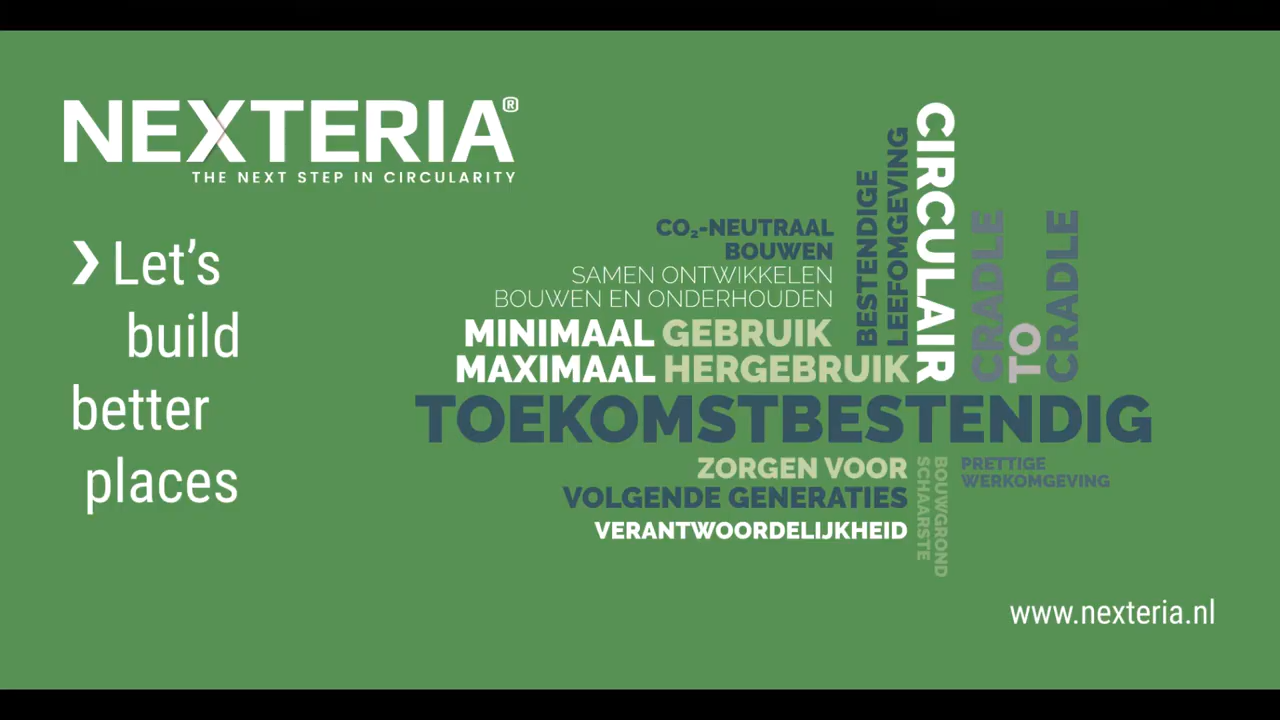 NEXTERIA®
THE NEXT STEP IN CIRCULARITY
❯ Let’s
build
better
places
CO₂-NEUTRAAL
BOUWEN
SAMEN ONTWIKKELEN
BOUWEN EN ONDERHOUDEN
MINIMAAL GEBRUIK
MAXIMAAL HERGEBRUIK
BESTENDIGE
LEEFOMGEVING
CIRCULAIR
CRADLE
TO
CRADLE
TOEKOMSTBESTENDIG
ZORGEN VOOR
VOLGENDE GENERATIES
VERANTWOORDELIJKHEID
BOUWGROND
SCHAARSTE
PRETTIGE
WERKOMGEVING
www.nexteria.nl